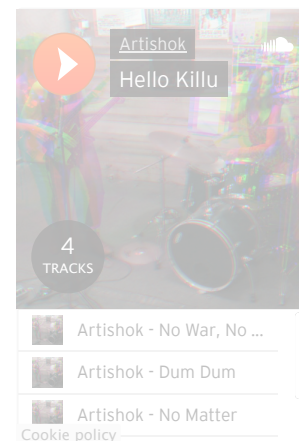 Artishok
Hello Killu
4
TRACKS
Artishok - No War, No ...
Artishok - Dum Dum
Artishok - No Matter
Cookie policy